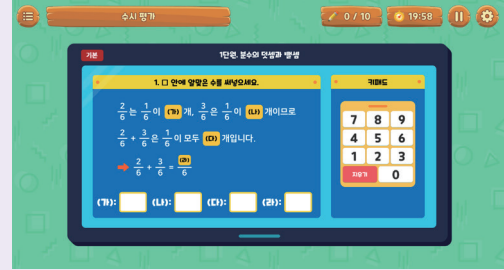 수시 평가
0 / 10
19:58
기본
1단원. 분수의 덧셈과 뺄셈
1. □ 안에 알맞은 수를 써넣으세요.
2/6 는 1/6 이 (가) 개, 3/6 은 1/6 이 (나) 개이므로
2/6 + 3/6 은 1/6 이 모두 (다) 개입니다.
➡ 2/6 + 3/6 = (라)/6
(가): (나): (다): (라):
키패드
7 8 9
4 5 6
1 2 3
지우기 0